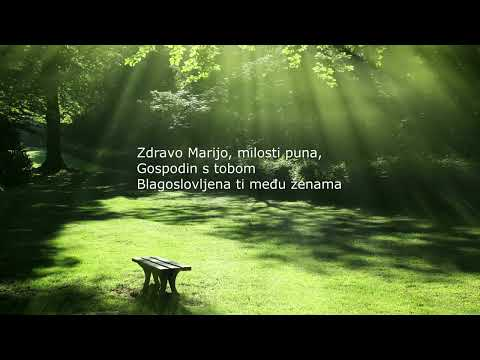 Zdravo Marijo, milosti puna,
Gospodin s tobom
Blagoslovljena ti među ženama